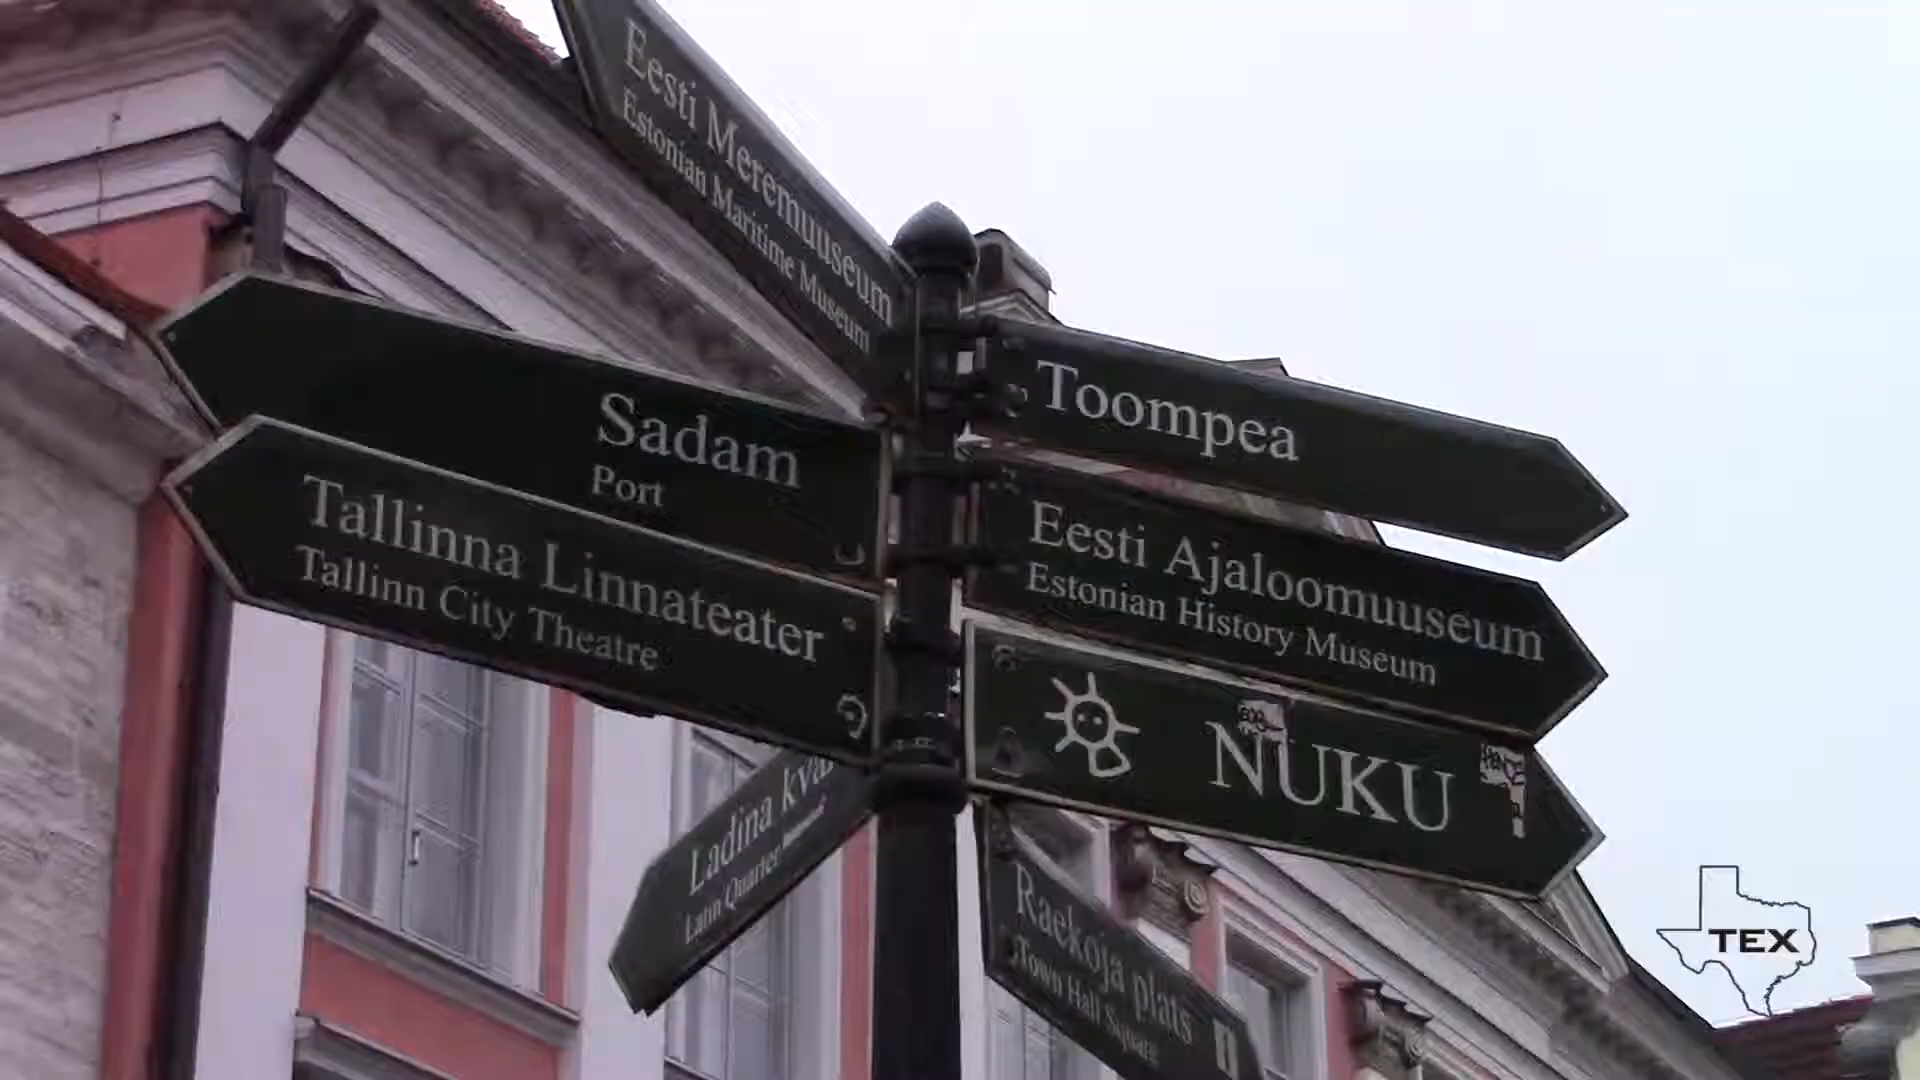 Eesti Meremuuseum
Estonian Maritime Museum
Sadam
Port
Tallinna Linnateater
Tallinn City Theatre
Ladina
Latin Quarter
Toompea
Eesti Ajaloomuuseum
Estonian History Museum
NUKU
Raekoja plats
Town Hall Square
TEX